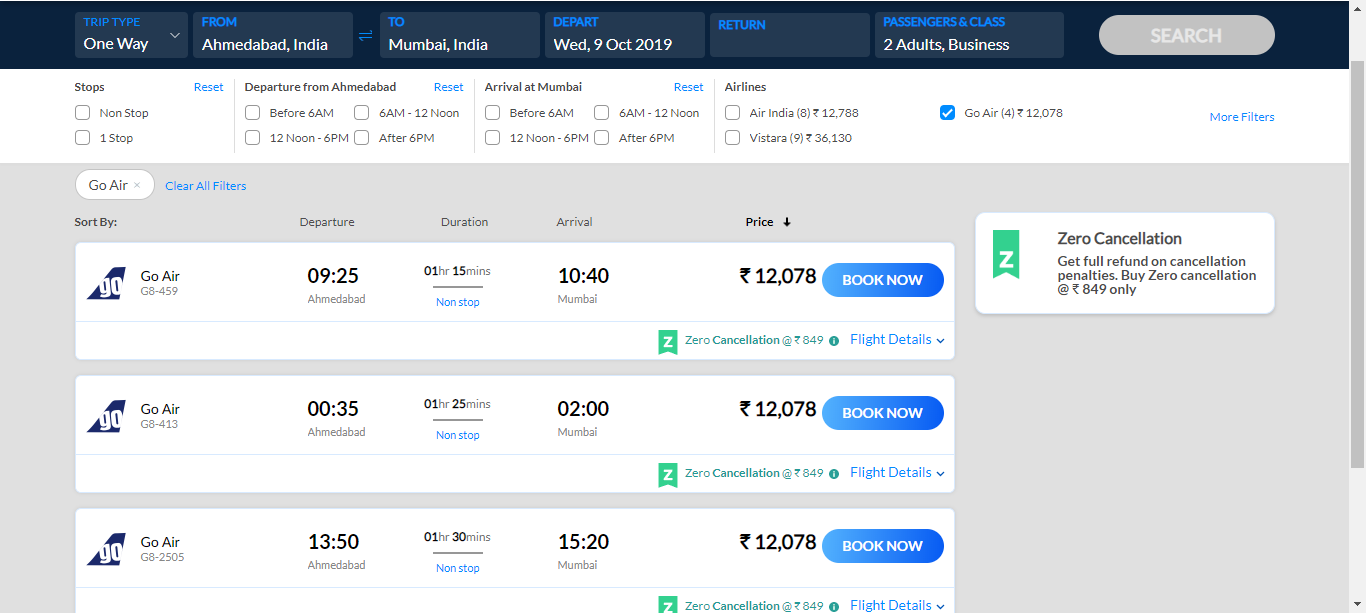 TRIP TYPE
One Way
FROM
Ahmedabad, India
TO
Mumbai, India
DEPART
Wed, 9 Oct 2019
RETURN
PASSENGERS & CLASS
2 Adults, Business
SEARCH
Stops Reset
Non Stop
1 Stop
Departure from Ahmedabad Reset
Before 6AM 6AM - 12 Noon
12 Noon - 6PM After 6PM
Arrival at Mumbai Reset
Before 6AM 6AM - 12 Noon
12 Noon - 6PM After 6PM
Airlines
Air India (8) ₹ 12,788 Go Air (4) ₹ 12,078
Vistara (9) ₹ 36,130
More Filters
Go Air × Clear All Filters
Sort By: Departure Duration Arrival Price ↓
go
Go Air
G8-459
09:25
Ahmedabad
01hr 15mins
Non stop
10:40
Mumbai
₹ 12,078 BOOK NOW
Z Zero Cancellation @ ₹ 849 i Flight Details
go
Go Air
G8-413
00:35
Ahmedabad
01hr 25mins
Non stop
02:00
Mumbai
₹ 12,078 BOOK NOW
Z Zero Cancellation @ ₹ 849 i Flight Details
go
Go Air
G8-2505
13:50
Ahmedabad
01hr 30mins
Non stop
15:20
Mumbai
₹ 12,078 BOOK NOW
Z Zero Cancellation @ ₹ 849 i Flight Details
Z
Zero Cancellation
Get full refund on cancellation
penalties. Buy Zero cancellation
@ ₹ 849 only